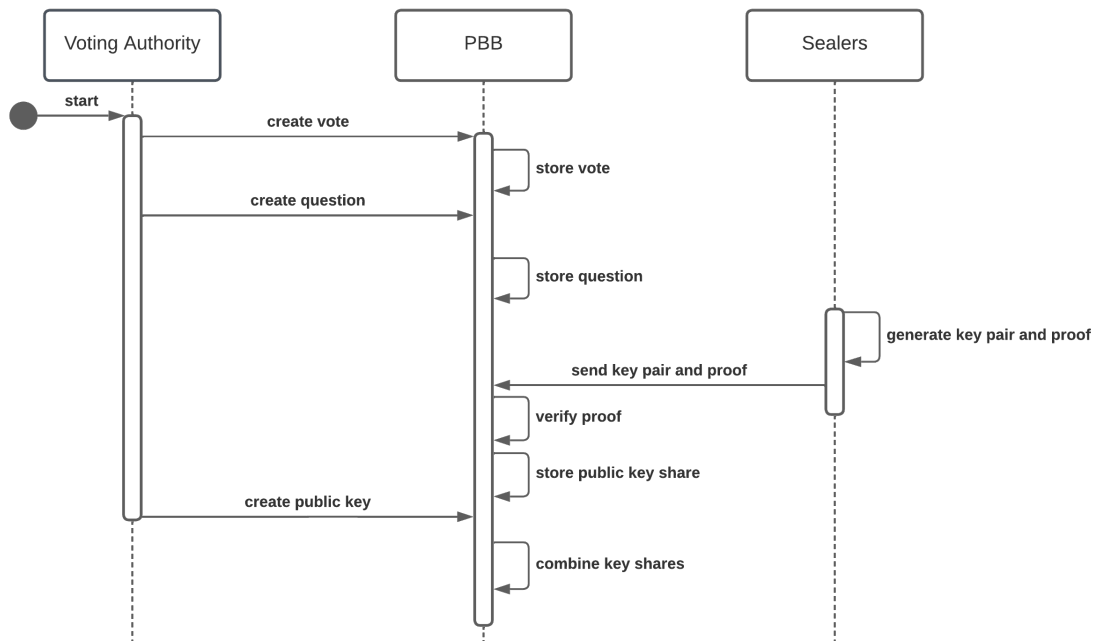 Voting Authority
PBB
Sealers
start
create vote
store vote
create question
store question
generate key pair and proof
send key pair and proof
verify proof
store public key share
create public key
combine key shares